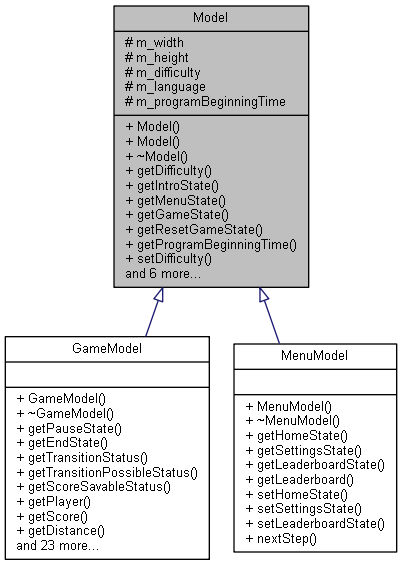 Model
# m_width
# m_height
# m_difficulty
# m_language
# m_programBeginningTime
+ Model()
+ Model()
+ ~Model()
+ getDifficulty()
+ getIntroState()
+ getMenuState()
+ getGameState()
+ getResetGameState()
+ getProgramBeginningTime()
+ setDifficulty()
and 6 more...
GameModel
+ GameModel()
+ ~GameModel()
+ getPauseState()
+ getEndState()
+ getTransitionStatus()
+ getTransitionPossibleStatus()
+ getScoreSavableStatus()
+ getPlayer()
+ getScore()
+ getDistance()
and 23 more...
MenuModel
+ MenuModel()
+ ~MenuModel()
+ getHomeState()
+ getSettingsState()
+ getLeaderboardState()
+ getLeaderboard()
+ setHomeState()
+ setSettingsState()
+ setLeaderboardState()
+ nextStep()